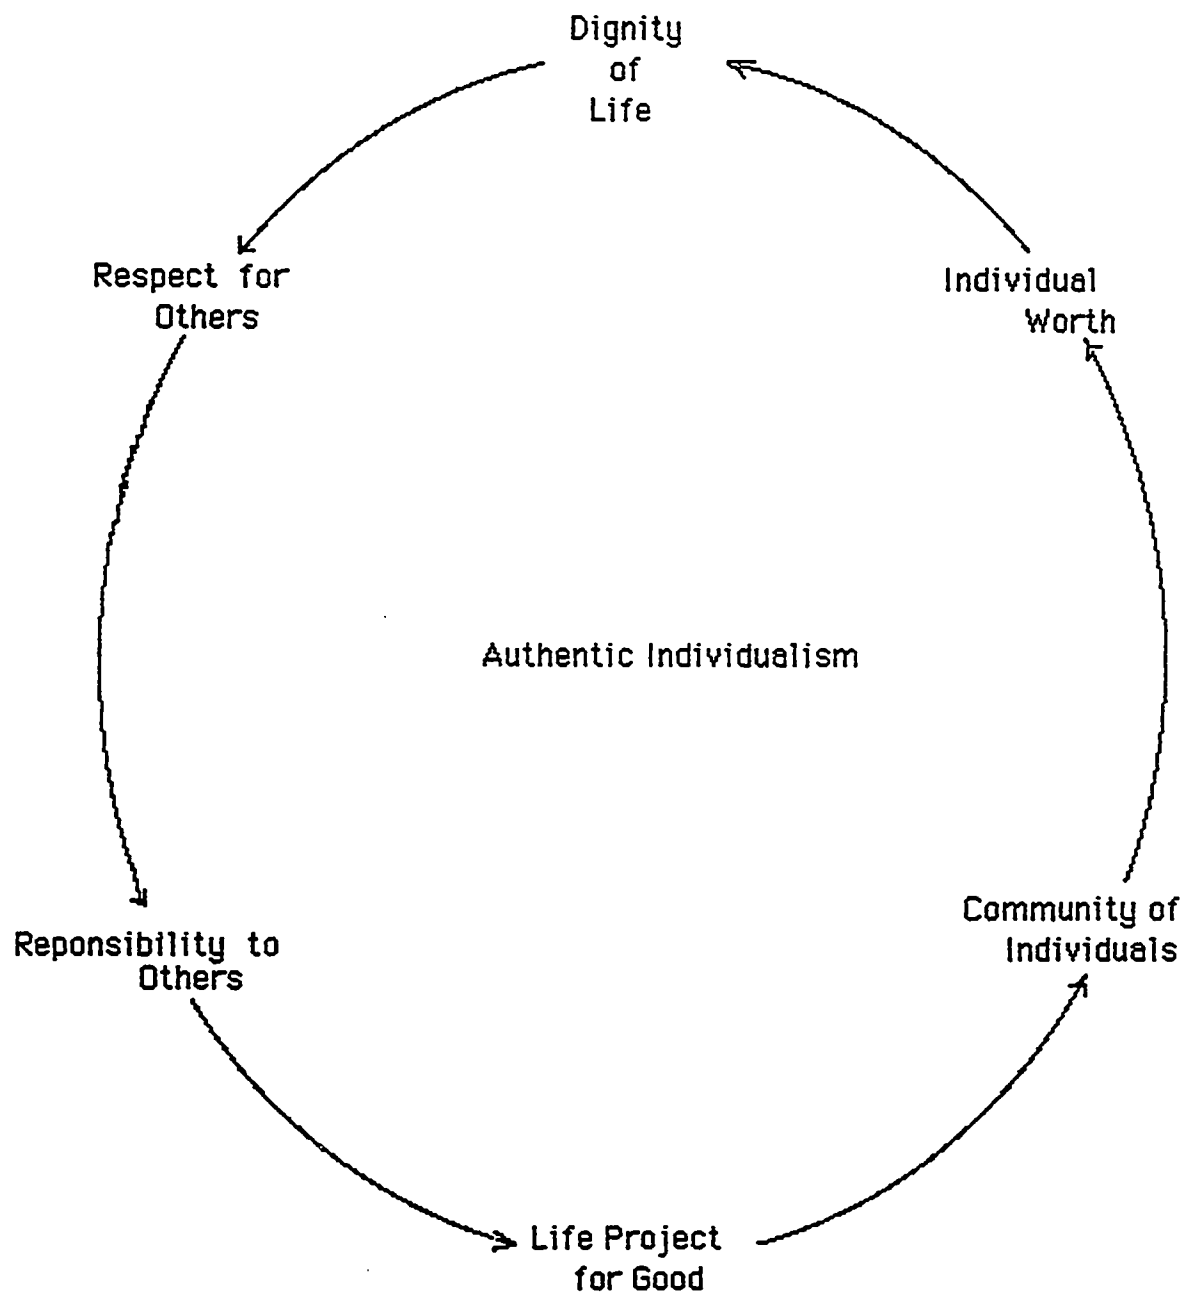 Dignity
of
Life
Respect for
Others
Individual
Worth
Authentic Individualism
Reponsibility to
Others
Community of
Individuals
Life Project
for Good